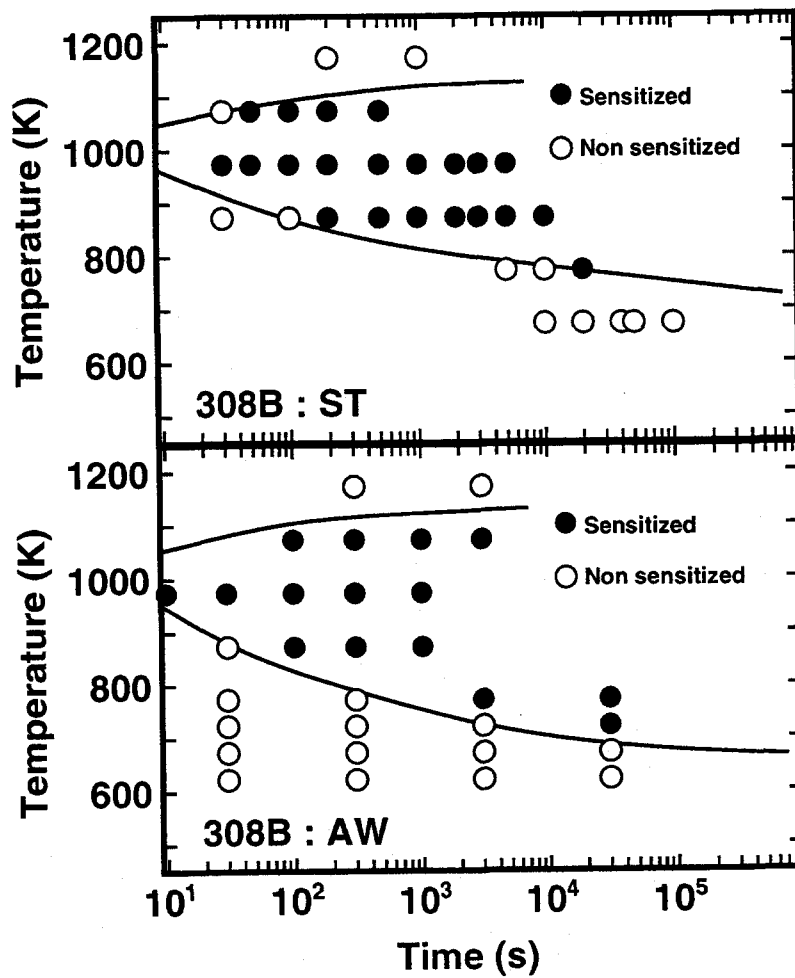 Temperature (K)
1200
1000
800
600
Sensitized
Non sensitized
308B : ST
Temperature (K)
1200
1000
800
600
Sensitized
Non sensitized
308B : AW
10¹ 10² 10³ 10⁴ 10⁵
Time (s)